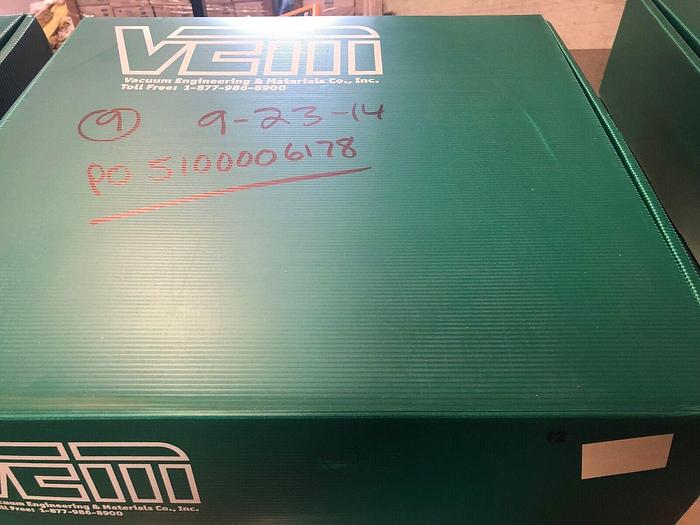 VEM
Vacuum Engineering & Materials Co., Inc.
Toll Free: 1-877-986-8900
9 9-23-14
PO 5100006178
12
VEM
Vacuum Engineering & Materials Co., Inc.
Toll Free: 1-877-986-8900